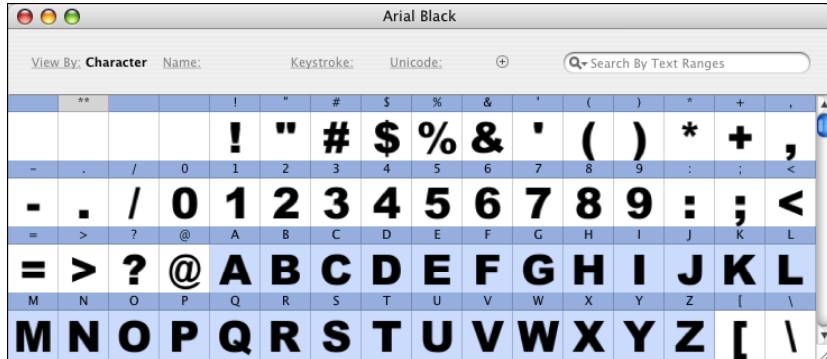 Arial Black
View By: Character Name: Keystroke: Unicode: Search By Text Ranges
** ! " # $ % & ' ( ) * + ,
! " # $ % & ' ( ) * + ,
- . / 0 1 2 3 4 5 6 7 8 9 : ; <
- . / 0 1 2 3 4 5 6 7 8 9 : ; <
= > ? @ A B C D E F G H I J K L
= > ? @ A B C D E F G H I J K L
M N O P Q R S T U V W X Y Z [ \
M N O P Q R S T U V W X Y Z [ \